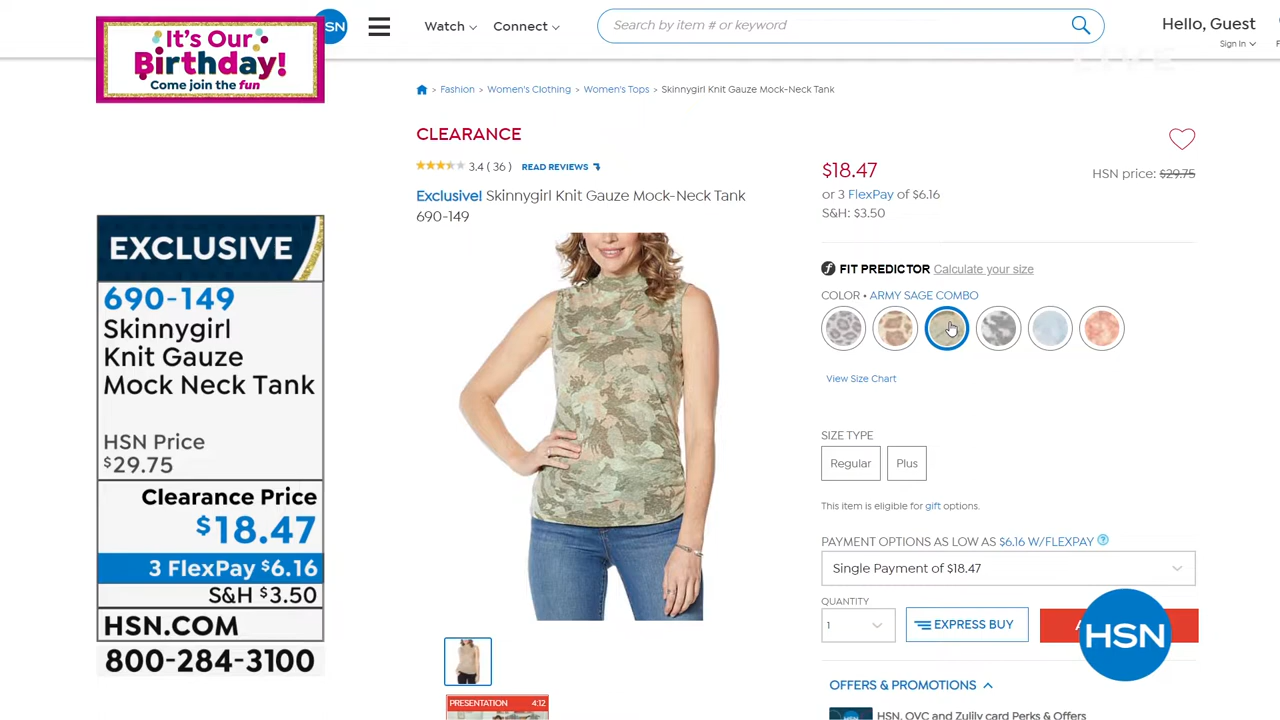 It's Our
Birthday!
Come join the fun
Watch
Connect
Search by item # or keyword
Hello, Guest
Sign In
LIVE
Fashion > Women's Clothing > Women's Tops > Skinnygirl Knit Gauze Mock-Neck Tank
CLEARANCE
3.4 ( 36 ) READ REVIEWS
Exclusive! Skinnygirl Knit Gauze Mock-Neck Tank
690-149
$18.47
HSN price: $29.75
or 3 FlexPay of $6.16
S&H: $3.50
FIT PREDICTOR Calculate your size
COLOR • ARMY SAGE COMBO
View Size Chart
SIZE TYPE
Regular
Plus
This item is eligible for gift options.
PAYMENT OPTIONS AS LOW AS $6.16 W/FLEXPAY
Single Payment of $18.47
QUANTITY
1
EXPRESS BUY
HSN
OFFERS & PROMOTIONS
HSN, QVC and Zulily card Perks & Offers
PRESENTATION 4:12
EXCLUSIVE
690-149
Skinnygirl
Knit Gauze
Mock Neck Tank
HSN Price
$29.75
Clearance Price
$18.47
3 FlexPay $6.16
S&H $3.50
HSN.COM
800-284-3100